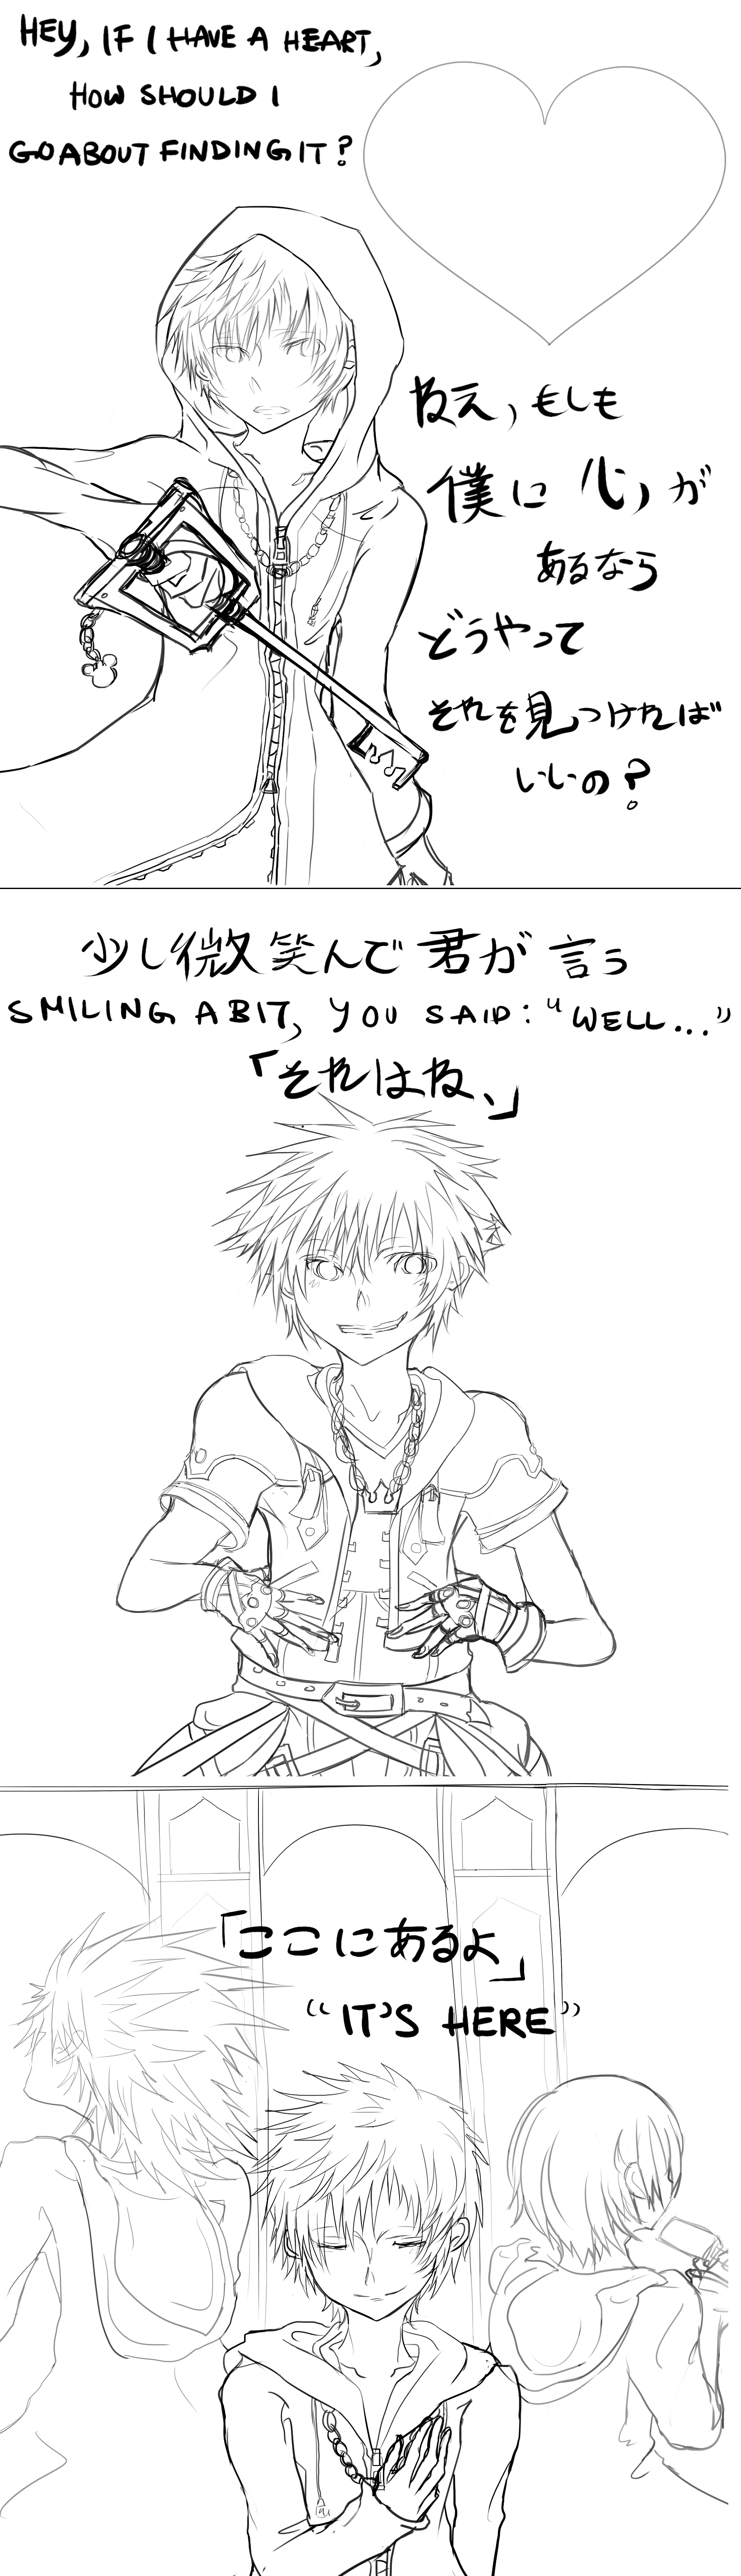 HEY, IF I HAVE A HEART,
HOW SHOULD I
GO ABOUT FINDING IT?
ねえ,もしも
僕に心が
あるなら
どうやって
それを見つければ
いいの?
少し微笑んで君が言う
SMILING A BIT, YOU SAID: "WELL..."
「それはね、」
「ここにあるよ」
"IT'S HERE"